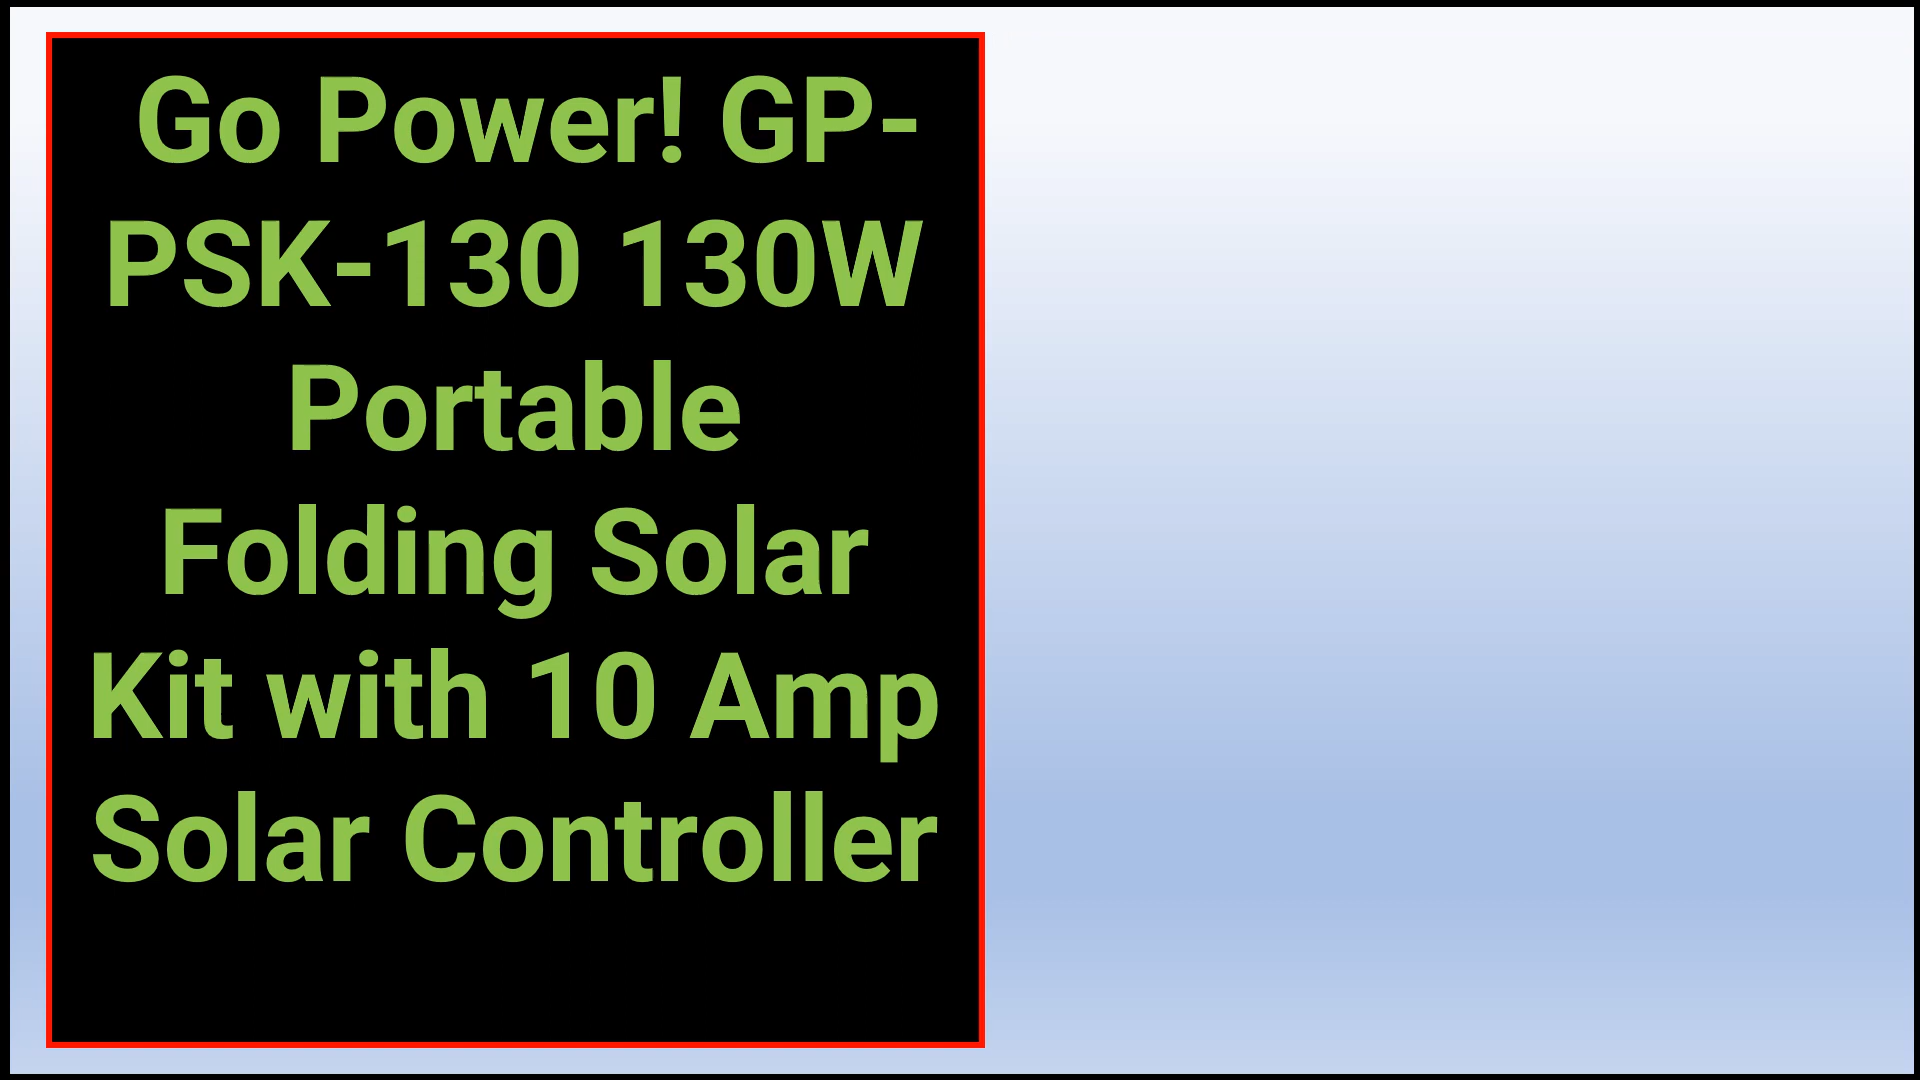 Go Power! GP-
PSK-130 130W
Portable
Folding Solar
Kit with 10 Amp
Solar Controller